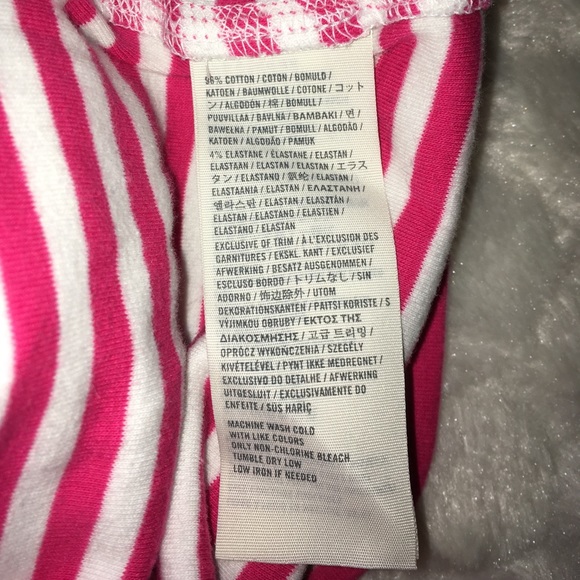 96% COTTON / COTON / BOMULD /
KATOEN / BAUMWOLLE / COTONE / コット
ン / ALGODÓN / 棉 / BOMULL /
PUUVILLAA / BAVLNA / ΒΑΜΒΑΚΙ / 면 /
BAWEŁNA / PAMUT / BOMULL / ALGODÃO /
KATOEN / ALGODÃO / PAMUK
4% ELASTANE / ÉLASTANE / ELASTAN /
ELASTAAN / ELASTAN / ELASTAN / エラス
タン / ELASTANO / 氨纶 / ELASTAN /
ELASTAANIA / ELASTAN / ΕΛΑΣΤΑΝΗ /
엘라스탄 / ELASTAN / ELASZTÁN /
ELASTAN / ELASTANO / ELASTIEN /
ELASTANO / ELASTAN
EXCLUSIVE OF TRIM / À L'EXCLUSION DES
GARNITURES / EKSKL. KANT / EXCLUSIEF
AFWERKING / BESATZ AUSGENOMMEN /
ESCLUSO BORDO / トリムなし / SIN
ADORNO / 饰边除外 / UTOM
DEKORATIONSKANTEN / PAITSI KORISTE / S
VÝJIMKOU OBRUBY / ΕΚΤΟΣ ΤΗΣ
ΔΙΑΚΟΣΜΗΣΗΣ / 고급 트리밍 /
OPRÓCZ WYKOŃCZENIA / SZEGÉLY
KIVÉTELÉVEL / PYNT IKKE MEDREGNET /
EXCLUSIVO DO DETALHE / AFWERKING
UITGESLUIT / EXCLUSIVAMENTE DO
ENFEITE / SÜS HARİÇ
MACHINE WASH COLD
WITH LIKE COLORS
ONLY NON-CHLORINE BLEACH
TUMBLE DRY LOW
LOW IRON IF NEEDED